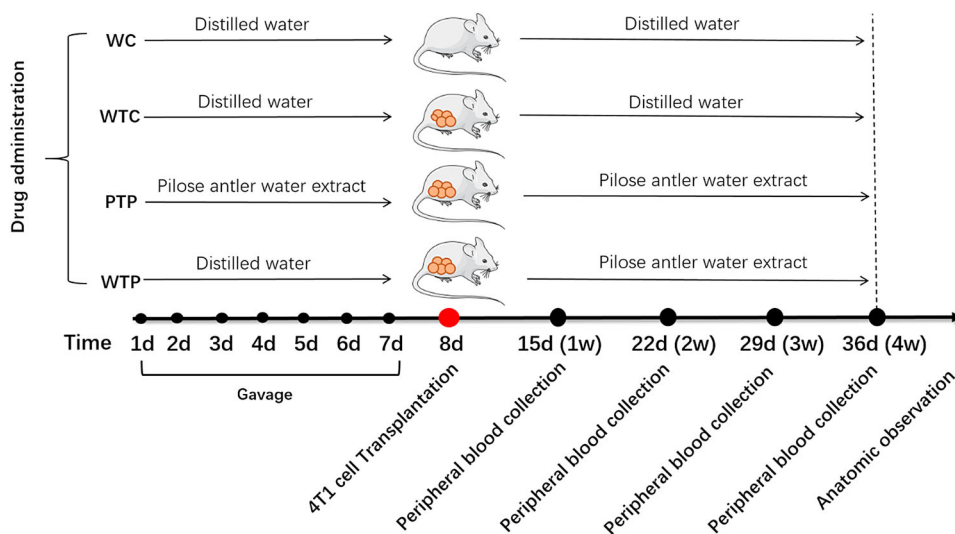 Drug administration
WC
Distilled water
Distilled water
WTC
Distilled water
Distilled water
PTP
Pilose antler water extract
Pilose antler water extract
WTP
Distilled water
Pilose antler water extract
Time
1d
2d
3d
4d
5d
6d
7d
8d
15d (1w)
22d (2w)
29d (3w)
36d (4w)
Gavage
4T1 cell Transplantation
Peripheral blood collection
Peripheral blood collection
Peripheral blood collection
Peripheral blood collection
Anatomic observation